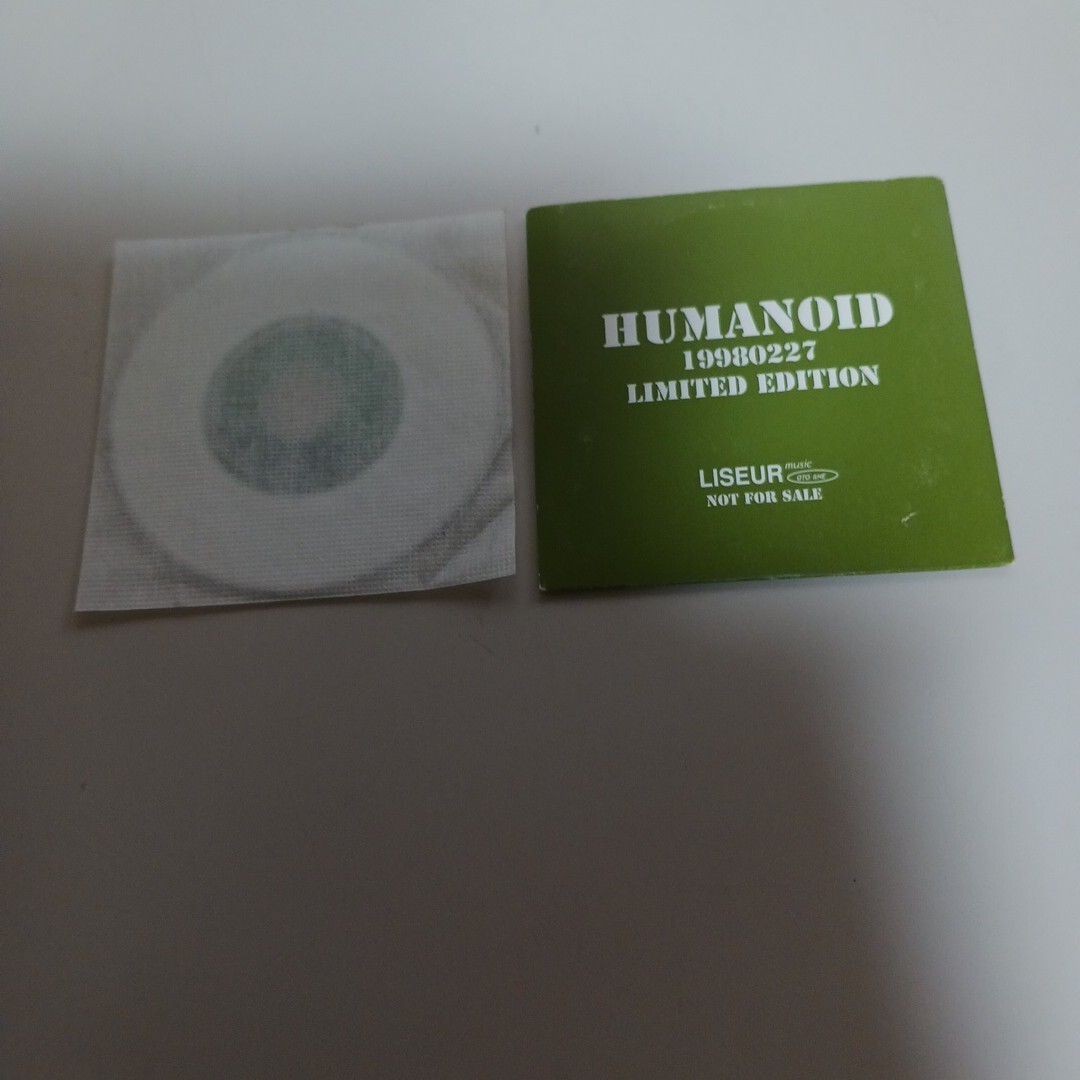 HUMANOID
19980227
LIMITED EDITION
LISEUR music
NOT FOR SALE